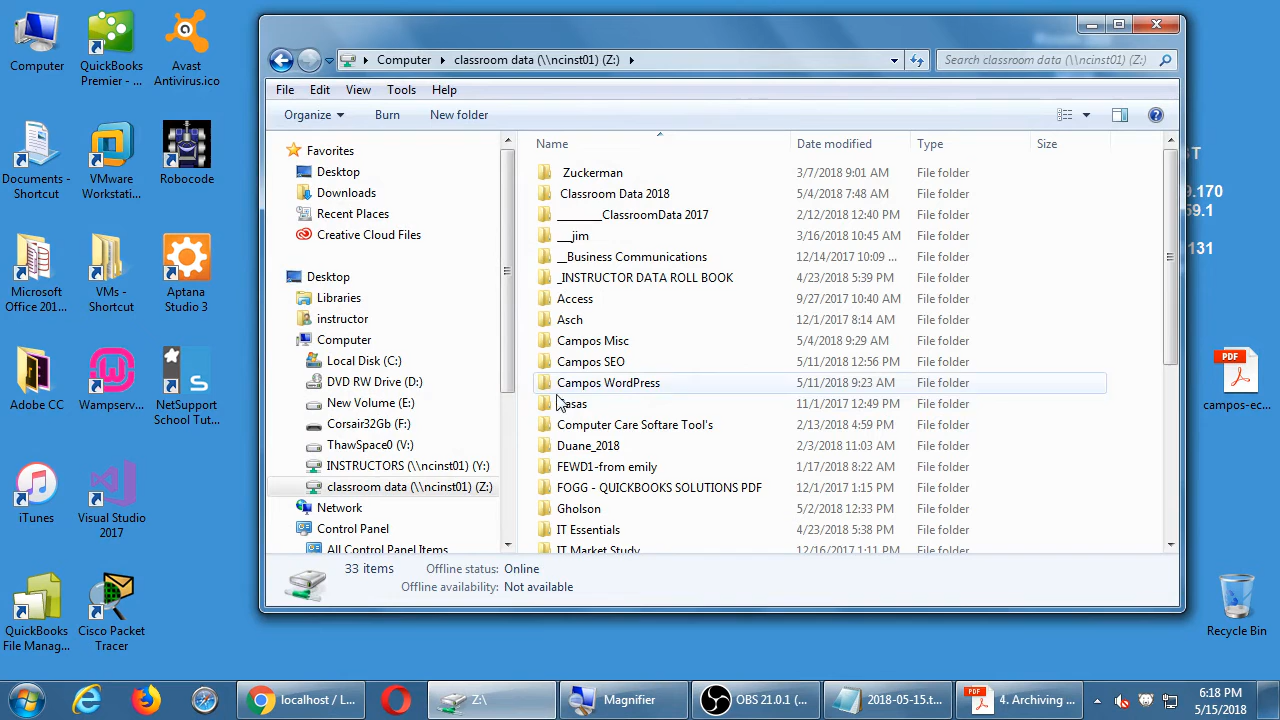 Computer
QuickBooks
Premier - ...
Avast
Antivirus.ico
Documents -
Shortcut
VMware
Workstati...
Robocode
Microsoft
Office 201...
VMs -
Shortcut
Aptana
Studio 3
Adobe CC
Wampserv...
NetSupport
School Tut...
iTunes
Visual Studio
2017
QuickBooks
File Manag...
Cisco Packet
Tracer
Computer
classroom data (\\ncinst01) (Z:)
Search classroom data (\\ncinst01) (Z:)
File Edit View Tools Help
Organize Burn New folder
Favorites
Desktop
Downloads
Recent Places
Creative Cloud Files
Desktop
Libraries
instructor
Computer
Local Disk (C:)
DVD RW Drive (D:)
New Volume (E:)
Corsair32Gb (F:)
ThawSpace0 (V:)
INSTRUCTORS (\\ncinst01) (Y:)
classroom data (\\ncinst01) (Z:)
Network
Control Panel
All Control Panel Items
Name Date modified Type Size
Zuckerman 3/7/2018 9:01 AM File folder
Classroom Data 2018 5/4/2018 7:48 AM File folder
________ClassroomData 2017 2/12/2018 12:40 PM File folder
___jim 3/16/2018 10:45 AM File folder
__Business Communications 12/14/2017 10:09 ... File folder
_INSTRUCTOR DATA ROLL BOOK 4/23/2018 5:39 PM File folder
Access 9/27/2017 10:40 AM File folder
Asch 12/1/2017 8:14 AM File folder
Campos Misc 5/4/2018 9:29 AM File folder
Campos SEO 5/11/2018 12:56 PM File folder
Campos WordPress 5/11/2018 9:23 AM File folder
11/1/2017 12:49 PM File folder
Computer Care Softare Tool's 2/13/2018 4:59 PM File folder
Duane_2018 2/3/2018 11:03 AM File folder
FEWD1-from emily 1/17/2018 8:22 AM File folder
FOGG - QUICKBOOKS SOLUTIONS PDF 12/1/2017 1:15 PM File folder
Gholson 5/2/2018 12:33 PM File folder
IT Essentials 4/23/2018 5:38 PM File folder
IT Market Study 12/16/2017 1:11 PM File folder
33 items Offline status: Online
Offline availability: Not available
campos-ec...
Recycle Bin
localhost / L...
Z:\
Magnifier
OBS 21.0.1 (...
2018-05-15.t...
4. Archiving ...
6:18 PM
5/15/2018